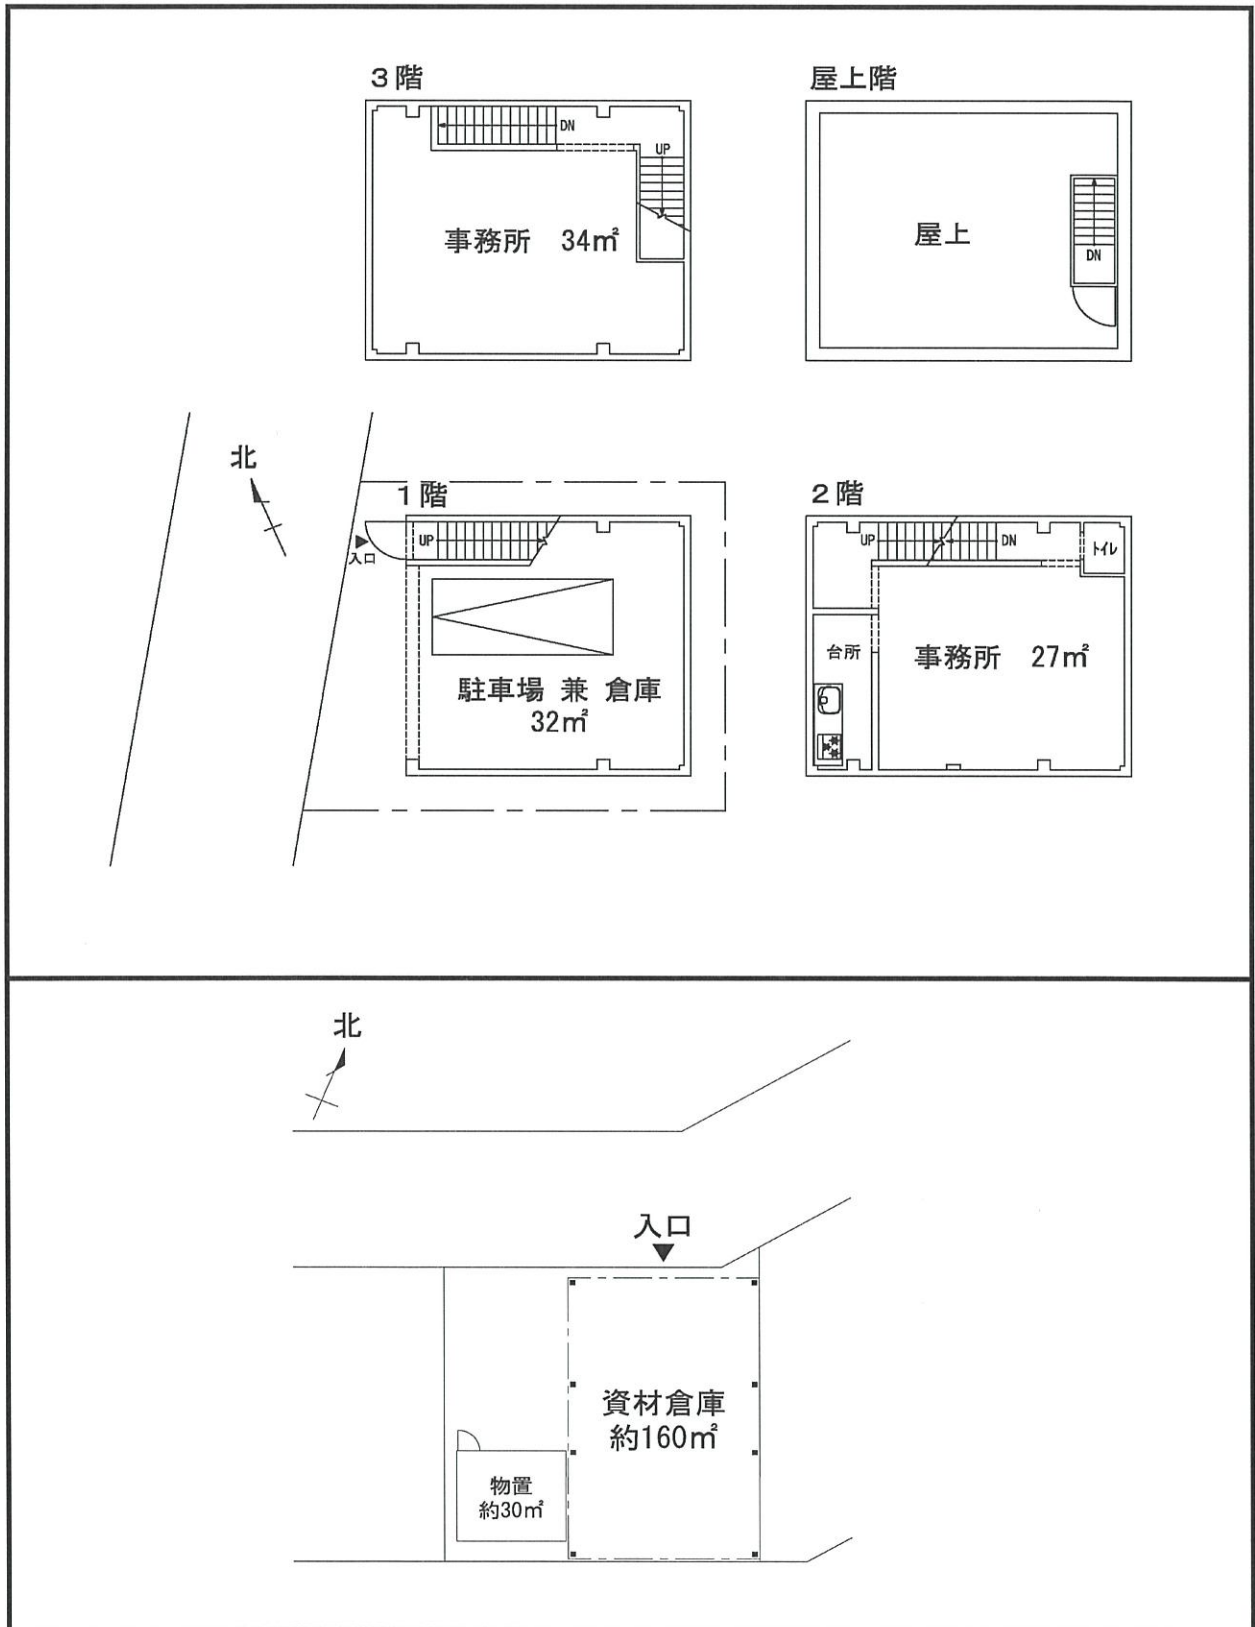 ３階
DN
UP
事務所 34㎡
屋上階
屋上
DN
北
１階
UP
入口
駐車場 兼 倉庫
32㎡
２階
UP
DN
トイレ
台所
事務所 27㎡
北
入口
資材倉庫
約160㎡
物置
約30㎡